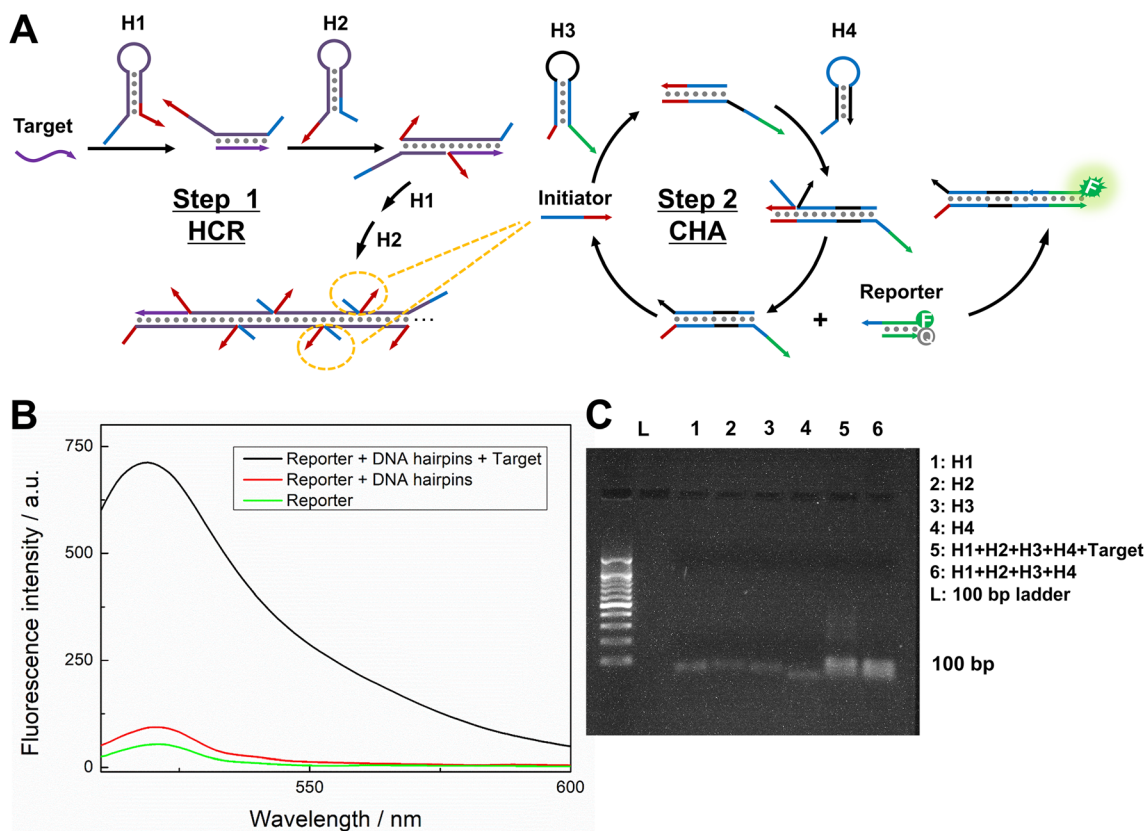 A
H1
H2
H3
H4
Target
Step 1
HCR
H1
H2
Initiator
Step 2
CHA
F
Reporter
+
F
Q
...
B
750
500
250
0
550
600
Fluorescence intensity / a.u.
Wavelength / nm
Reporter + DNA hairpins + Target
Reporter + DNA hairpins
Reporter
C
L 1 2 3 4 5 6
1: H1
2: H2
3: H3
4: H4
5: H1+H2+H3+H4+Target
6: H1+H2+H3+H4
L: 100 bp ladder
100 bp